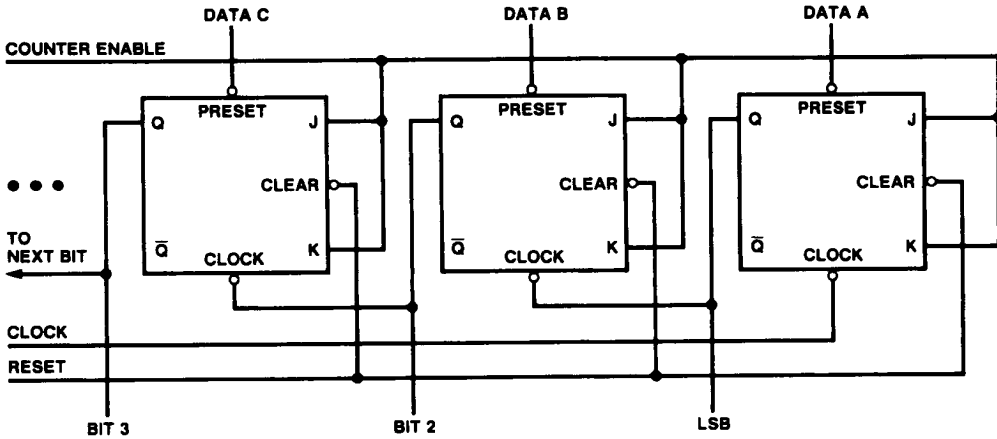 DATA C DATA B DATA A
COUNTER ENABLE
PRESET PRESET PRESET
Q J Q J Q J
CLEAR CLEAR CLEAR
TO
NEXT BIT
Q̅ K Q̅ K Q̅ K
CLOCK CLOCK CLOCK
CLOCK
RESET
BIT 3 BIT 2 LSB